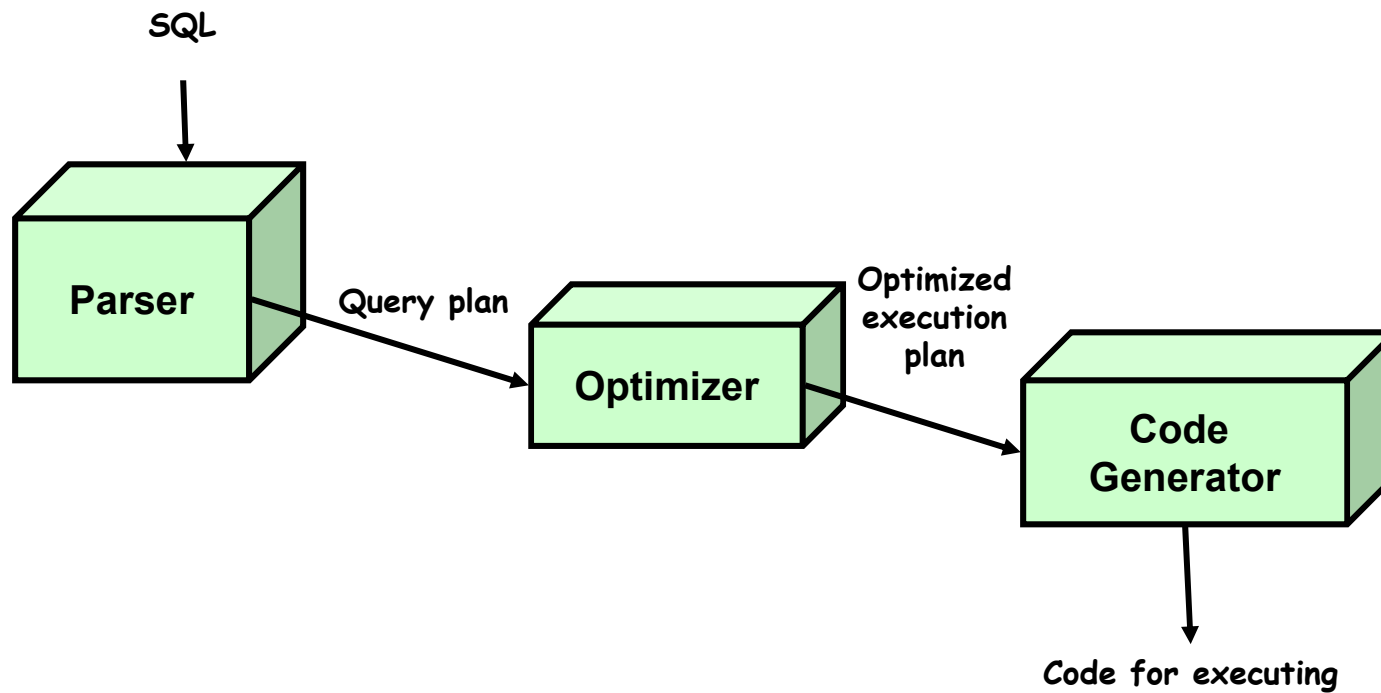 SQL
Parser
Query plan
Optimizer
Optimized
execution
plan
Code
Generator
Code for executing